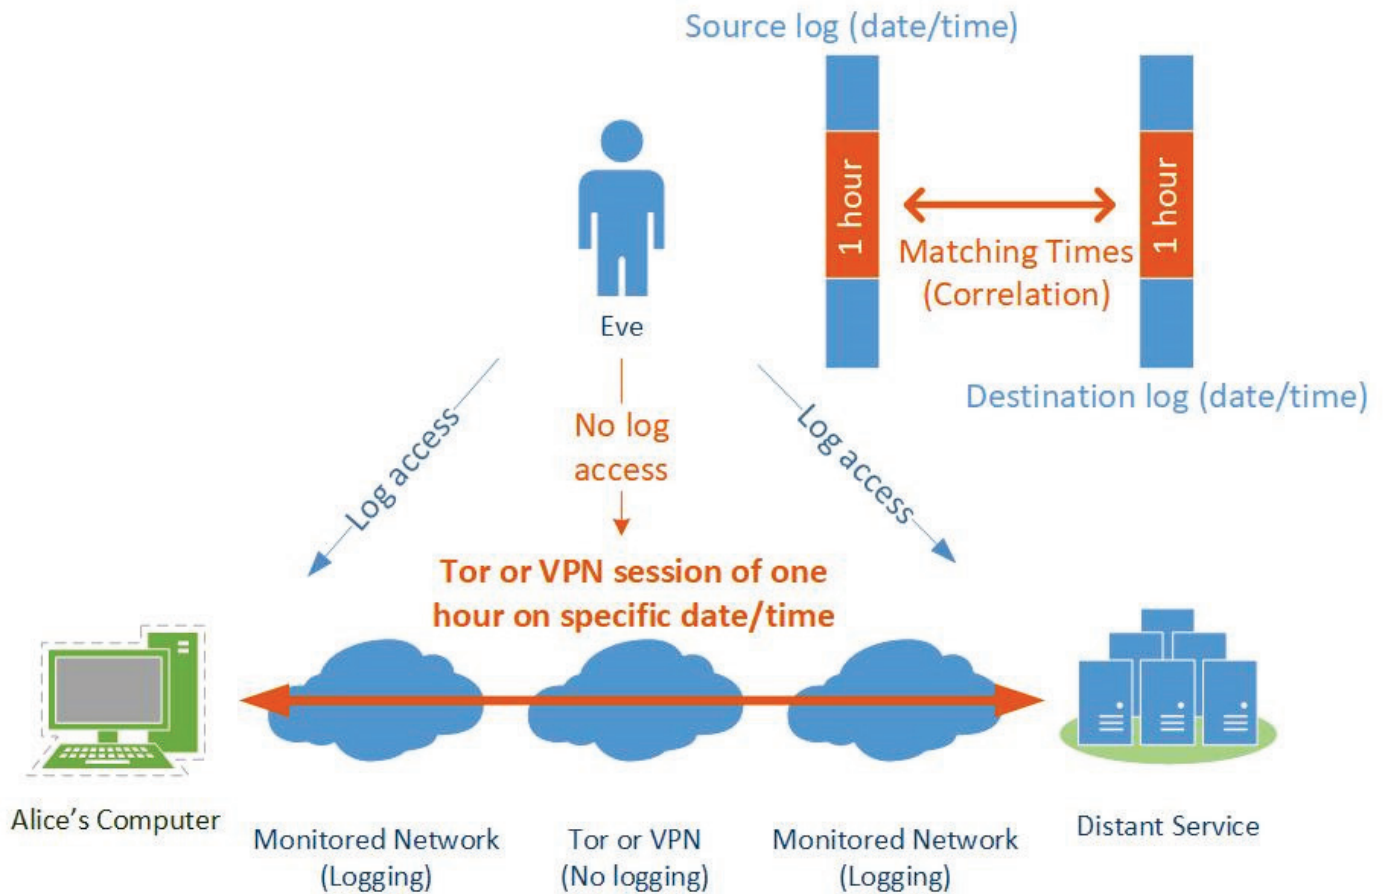 Source log (date/time)
1 hour
1 hour
Matching Times
(Correlation)
Destination log (date/time)
Eve
Log access
No log
access
Log access
Tor or VPN session of one
hour on specific date/time
Alice’s Computer
Monitored Network
(Logging)
Tor or VPN
(No logging)
Monitored Network
(Logging)
Distant Service